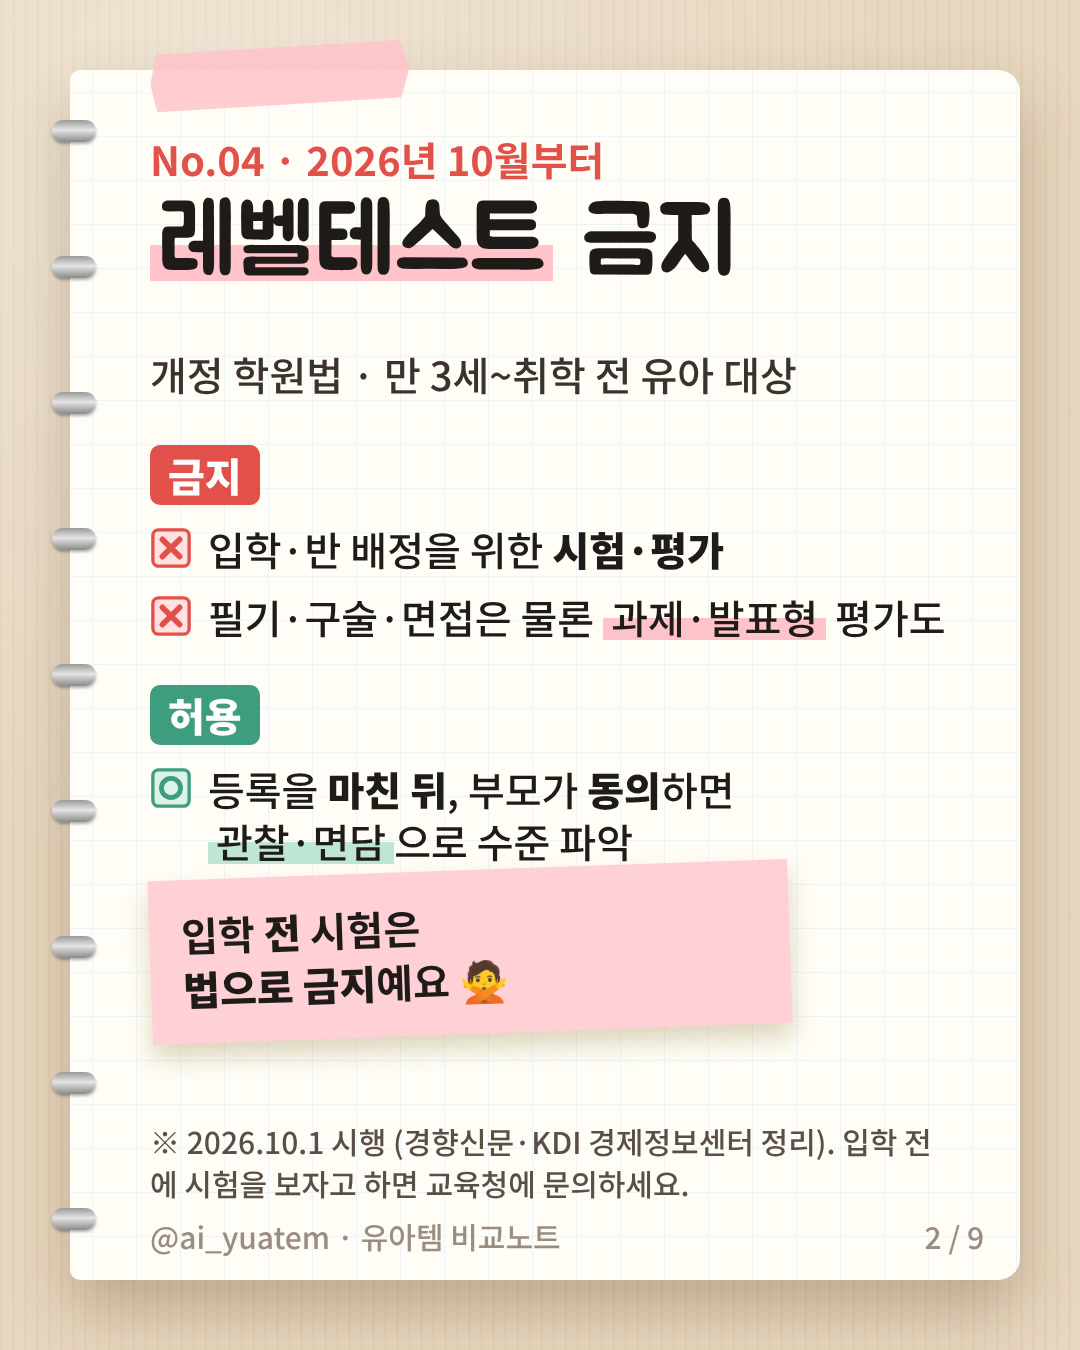 No.04 · 2026년 10월부터
레벨테스트 금지
개정 학원법 · 만 3세~취학 전 유아 대상
금지
입학·반 배정을 위한 시험·평가
필기·구술·면접은 물론 과제·발표형 평가도
허용
등록을 마친 뒤, 부모가 동의하면
관찰·면담으로 수준 파악
입학 전 시험은
법으로 금지예요 🙅
※ 2026.10.1 시행 (경향신문·KDI 경제정보센터 정리). 입학 전
에 시험을 보자고 하면 교육청에 문의하세요.
@ai_yuatem · 유아템 비교노트
2 / 9